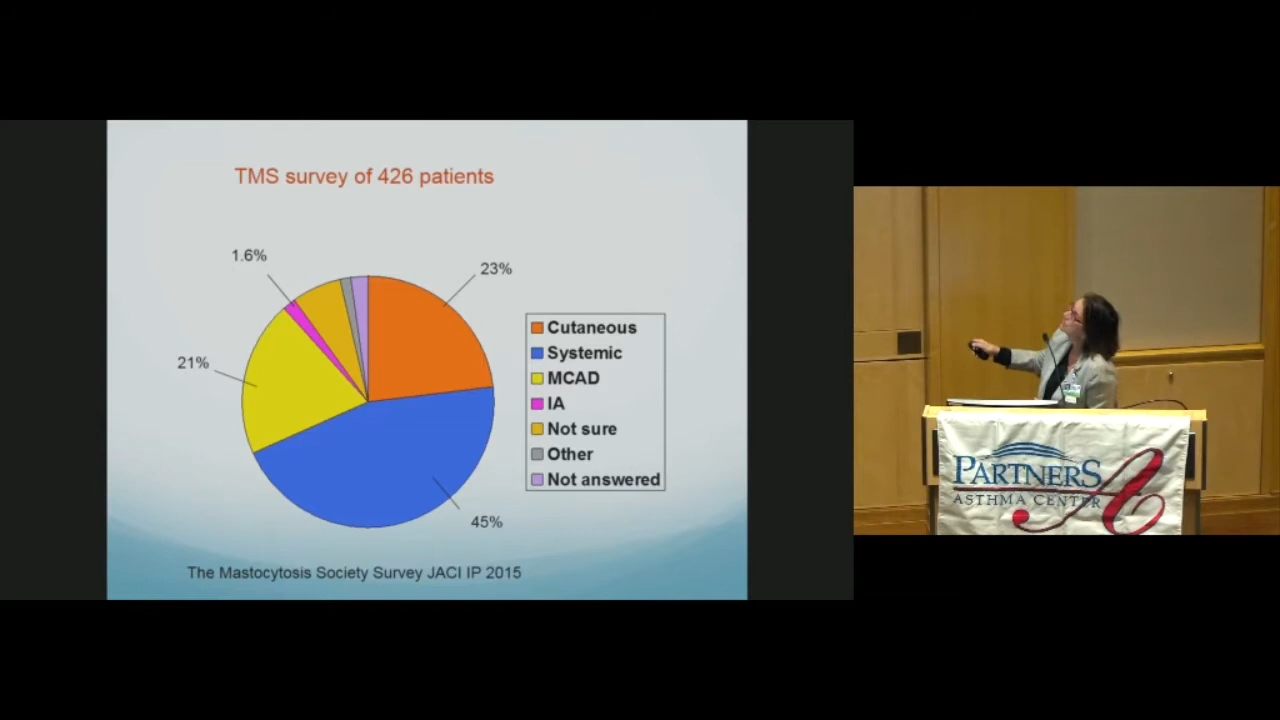 TMS survey of 426 patients
1.6%
23%
21%
45%
Cutaneous
Systemic
MCAD
IA
Not sure
Other
Not answered
The Mastocytosis Society Survey JACI IP 2015
PARTNERS
ASTHMA CENTER